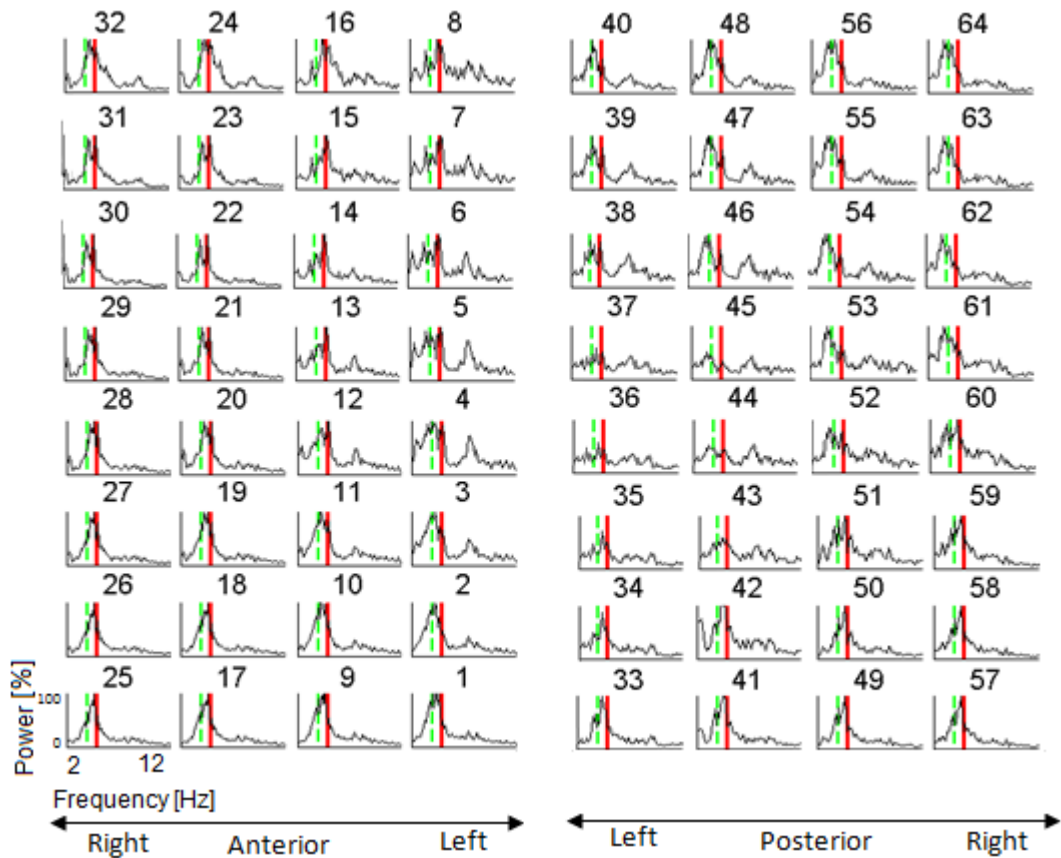 32 24 16 8 40 48 56 64
31 23 15 7 39 47 55 63
30 22 14 6 38 46 54 62
29 21 13 5 37 45 53 61
28 20 12 4 36 44 52 60
27 19 11 3 35 43 51 59
26 18 10 2 34 42 50 58
25 17 9 1 33 41 49 57
Power [%]
100
0
2 12
Frequency [Hz]
Right Anterior Left Left Posterior Right